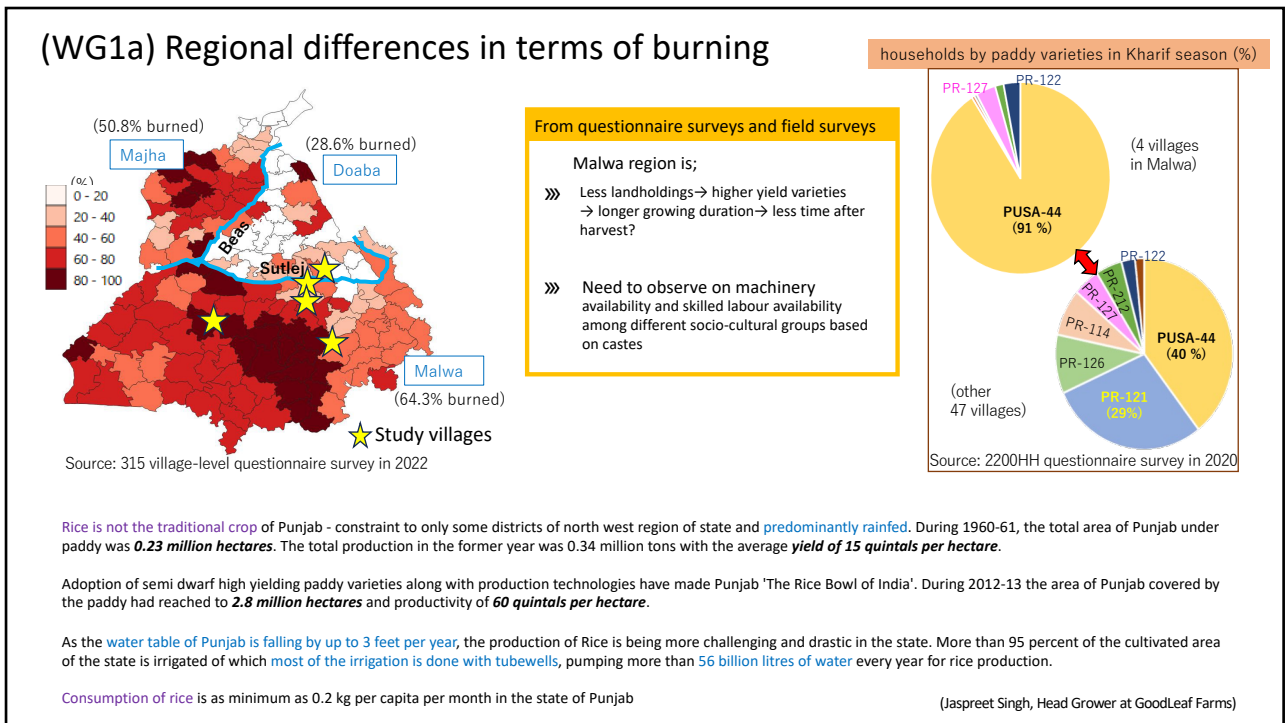 (WG1a) Regional differences in terms of burning
(50.8% burned)
Majha
(28.6% burned)
Doaba
(%)
0 - 20
20 - 40
40 - 60
60 - 80
80 - 100
Beas
Sutlej
Malwa
(64.3% burned)
Study villages
Source: 315 village-level questionnaire survey in 2022
From questionnaire surveys and field surveys
Malwa region is;
Less landholdings→ higher yield varieties
→ longer growing duration→ less time after
harvest?
Need to observe on machinery
availability and skilled labour availability
among different socio-cultural groups based
on castes
households by paddy varieties in Kharif season (%)
PR-127
PR-122
(4 villages
in Malwa)
PUSA-44
(91 %)
PR-122
PR-212
PR-127
PR-114
PR-126
PUSA-44
(40 %)
PR-121
(29%)
(other
47 villages)
Source: 2200HH questionnaire survey in 2020
Rice is not the traditional crop of Punjab - constraint to only some districts of north west region of state and predominantly rainfed. During 1960-61, the total area of Punjab under
paddy was 0.23 million hectares. The total production in the former year was 0.34 million tons with the average yield of 15 quintals per hectare.
Adoption of semi dwarf high yielding paddy varieties along with production technologies have made Punjab 'The Rice Bowl of India'. During 2012-13 the area of Punjab covered by
the paddy had reached to 2.8 million hectares and productivity of 60 quintals per hectare.
As the water table of Punjab is falling by up to 3 feet per year, the production of Rice is being more challenging and drastic in the state. More than 95 percent of the cultivated area
of the state is irrigated of which most of the irrigation is done with tubewells, pumping more than 56 billion litres of water every year for rice production.
Consumption of rice is as minimum as 0.2 kg per capita per month in the state of Punjab
(Jaspreet Singh, Head Grower at GoodLeaf Farms)